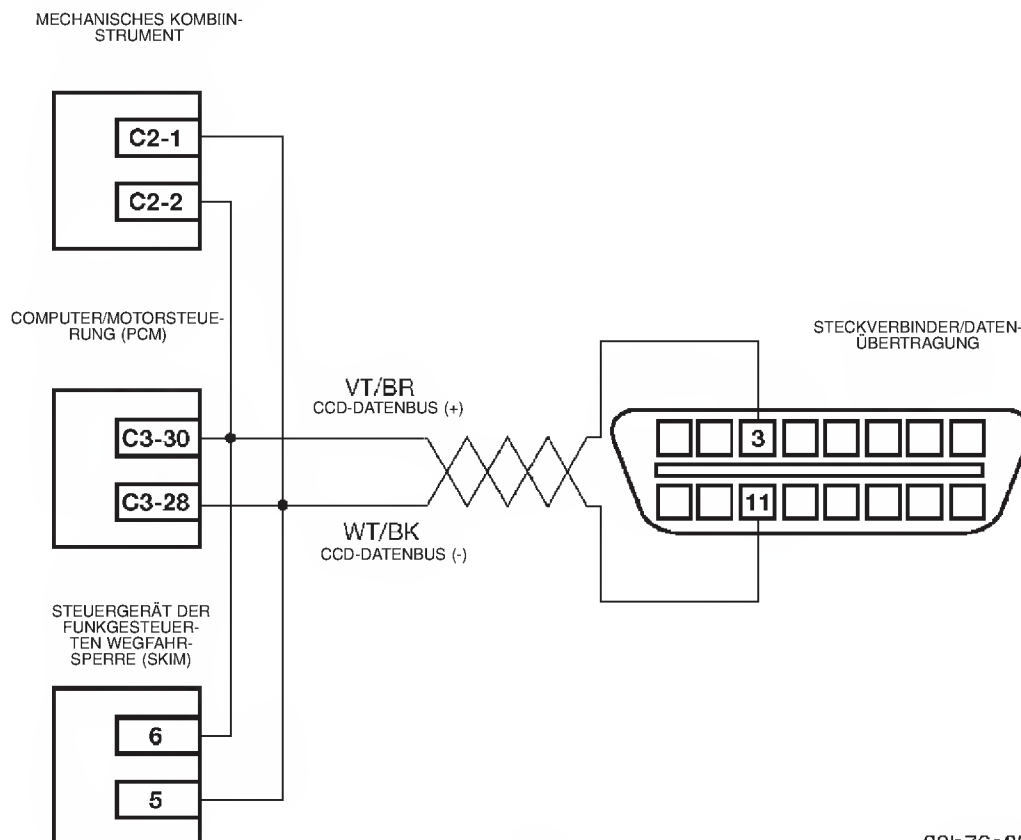 MECHANISCHES KOMBIIN-
STRUMENT
C2-1
C2-2
COMPUTER/MOTORSTEUE-
RUNG (PCM)
C3-30
C3-28
VT/BR
CCD-DATENBUS (+)
WT/BK
CCD-DATENBUS (-)
STECKVERBINDER/DATEN-
ÜBERTRAGUNG
3
11
STEUERGERÄT DER
FUNKGESTEUER-
TEN WEGFAHR-
SPERRE (SKIM)
6
5